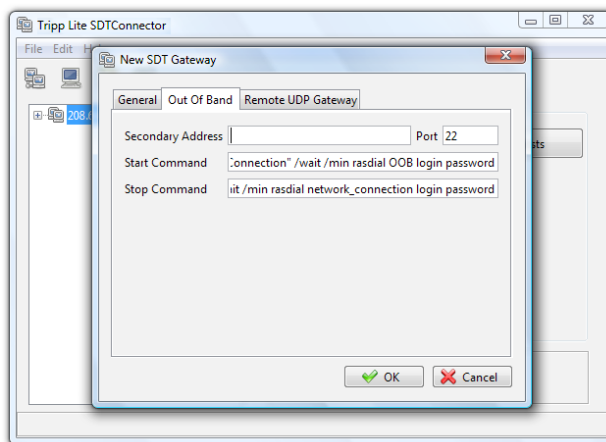 Tripp Lite SDTConnector
File Edit
New SDT Gateway
General Out Of Band Remote UDP Gateway
Secondary Address Port 22
Start Command Connection" /wait /min rasdial OOB login password
Stop Command /min rasdial network_connection login password
OK Cancel